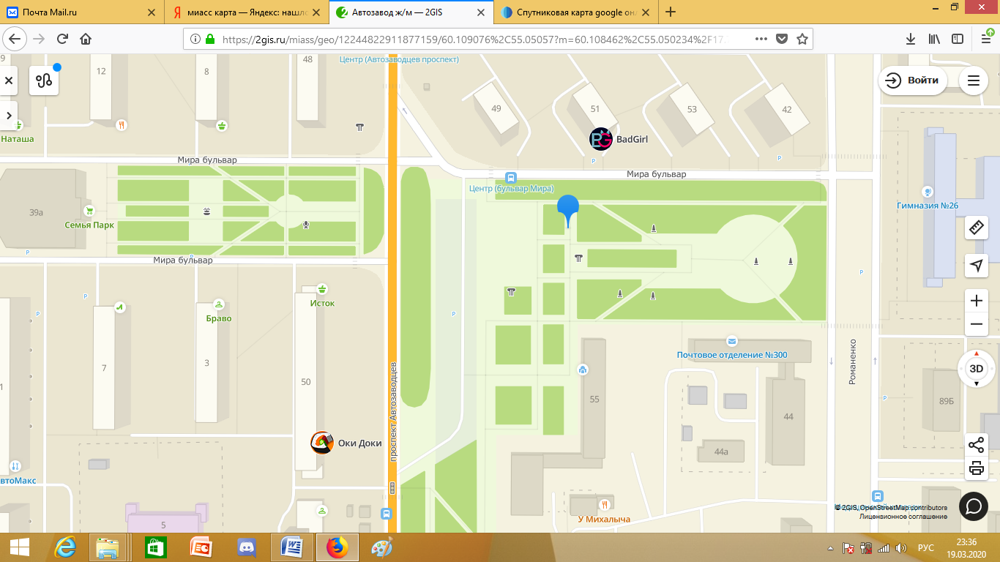 Почта Mail.ru
миасс карта — Яндекс: нашло
Автозавод ж/м — 2GIS
Спутниковая карта google он
https://2gis.ru/miass/geo/12244822911877159/60.109076%2C55.05057?m=60.108462%2C55.050234%2F17.
9
12
8
48
Центр (Автозаводцев проспект)
Войти
49
51
53
42
Наташа
BadGirl
P
P
Мира бульвар
Мира бульвар
Центр (бульвар Мира)
39а
Семья Парк
Гимназия №26
P
P
Мира бульвар
P
P
Исток
P
P
Браво
7
3
50
1
проспект Автозаводцев
Почтовое отделение №300
Романенко
3D
55
44
89Б
P
44а
Оки Доки
втоМакс
5
У Михалыча
© 2GIS, OpenStreetMap contributors
Лицензионное соглашение
РУС
23:36
19.03.2020